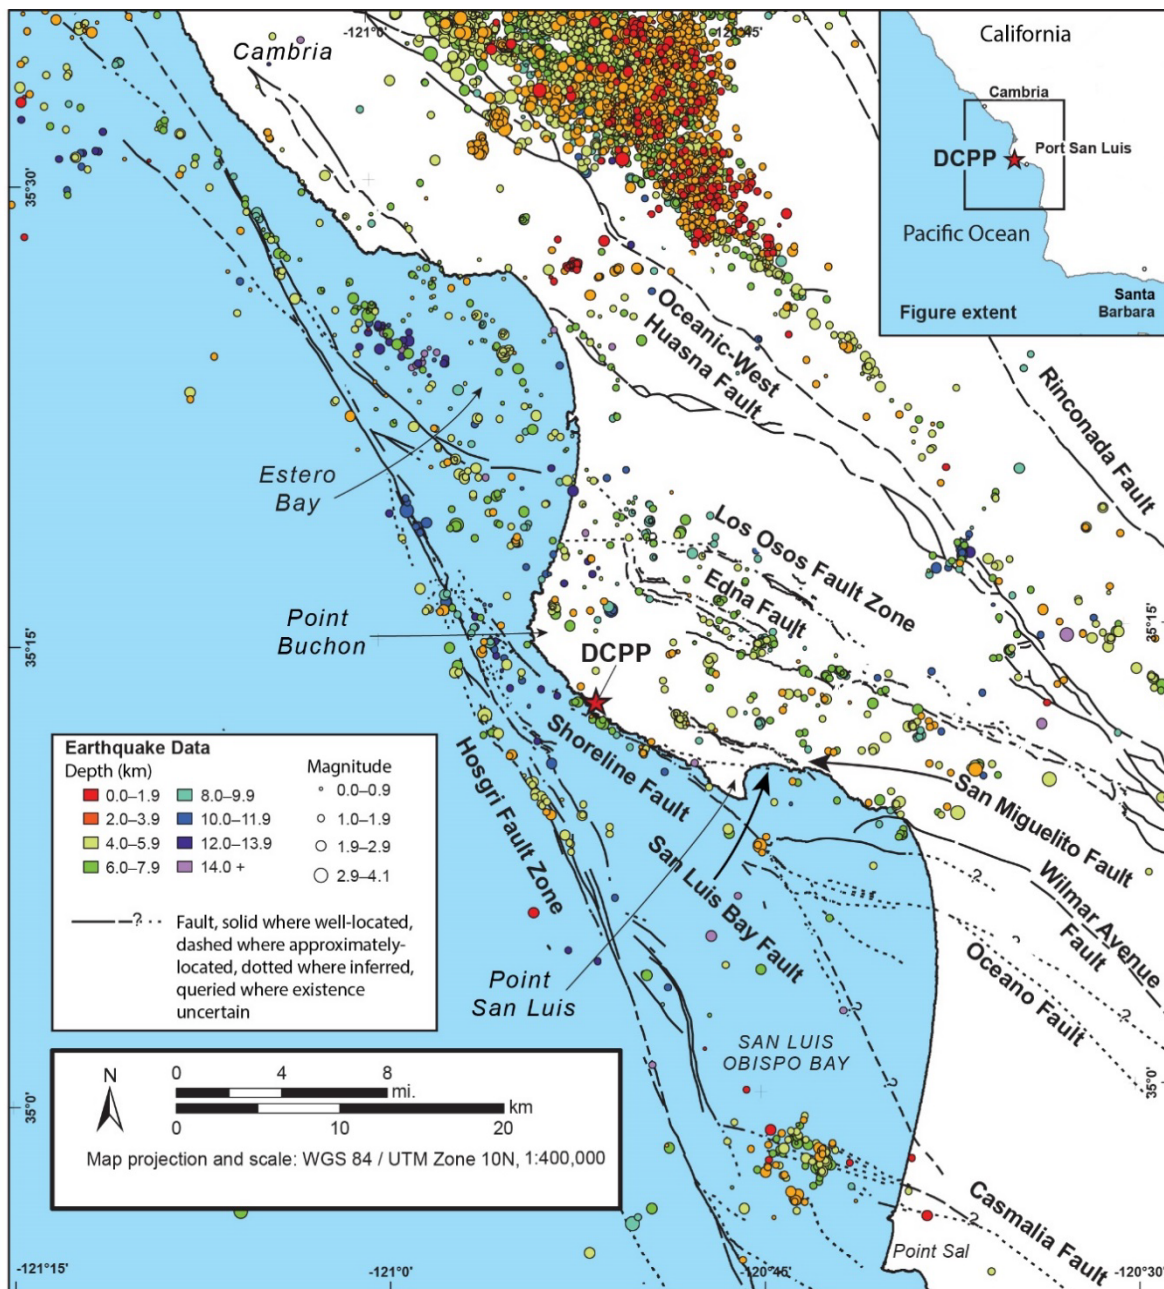 -121°0'
-120°45'
Cambria
California
Cambria
Port San Luis
DCPP
Pacific Ocean
Santa
Barbara
Figure extent
35°30'
Oceanic-West
Huasna Fault
Rinconada Fault
Estero
Bay
Los Osos Fault Zone
Edna Fault
Point
Buchon
35°15'
35°15'
DCPP
Shoreline Fault
Hosgri Fault Zone
San Luis Bay Fault
San Miguelito Fault
Wilmar Avenue
Fault
Oceano Fault
?
?
?
?
?
?
Earthquake Data
Depth (km)
Magnitude
0.0–1.9
2.0–3.9
4.0–5.9
6.0–7.9
8.0–9.9
10.0–11.9
12.0–13.9
14.0 +
0.0–0.9
1.0–1.9
1.9–2.9
2.9–4.1
?
Fault, solid where well-located,
dashed where approximately-
located, dotted where inferred,
queried where existence
uncertain
Point
San Luis
SAN LUIS
OBISPO BAY
35°0'
35°0'
N
0 4 8
mi.
km
0 10 20
Map projection and scale: WGS 84 / UTM Zone 10N, 1:400,000
Casmalia Fault
Point Sal
-121°15'
-121°0'
-120°45'
-120°30'